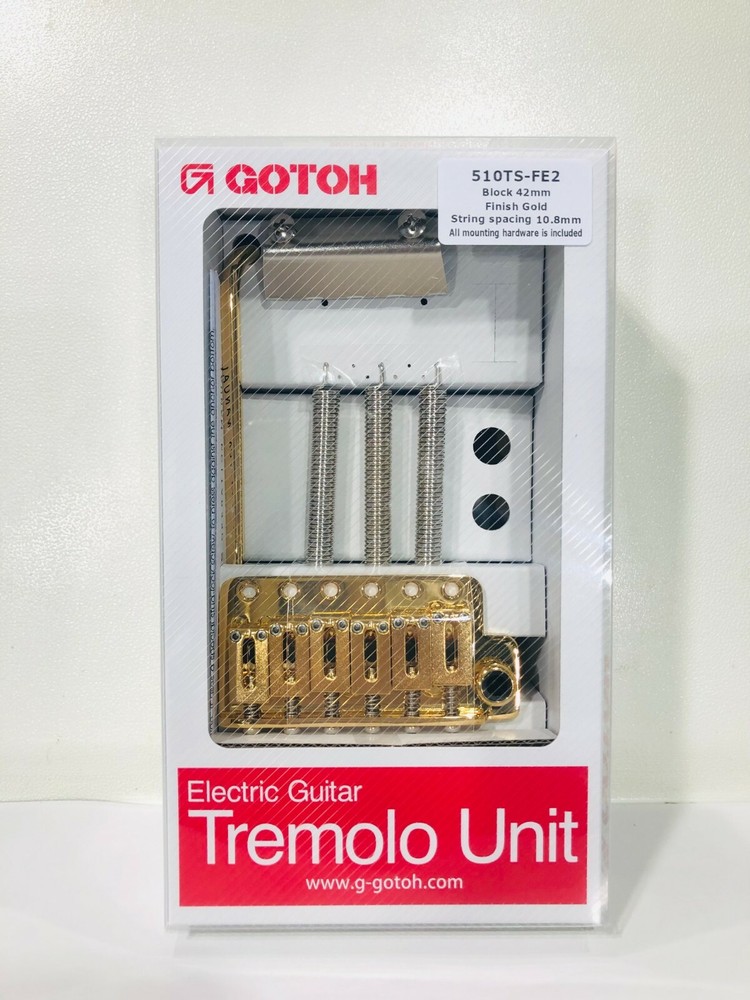 GOTOH
510TS-FE2
Block 42mm
Finish Gold
String spacing 10.8mm
All mounting hardware is included
Electric Guitar
Tremolo Unit
www.g-gotoh.com